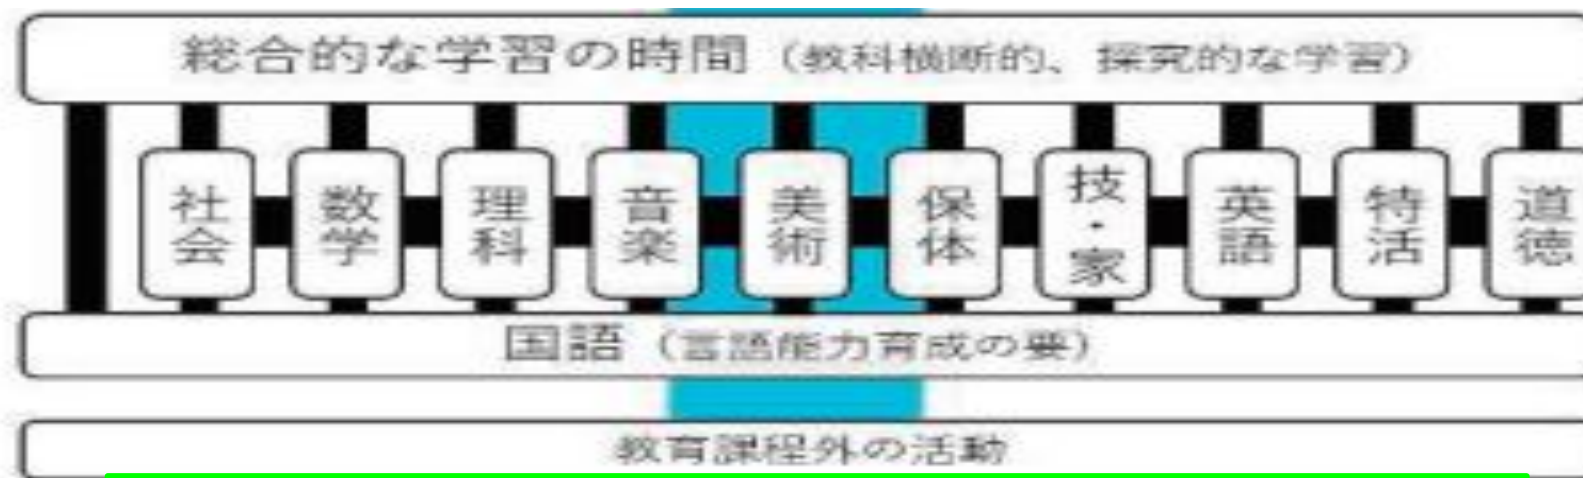 総合的な学習の時間（教科横断的、探究的な学習）
社会
数学
理科
音楽
美術
保体
技・家
英語
特活
道徳
国語（言語能力育成の要）
教育課程外の活動